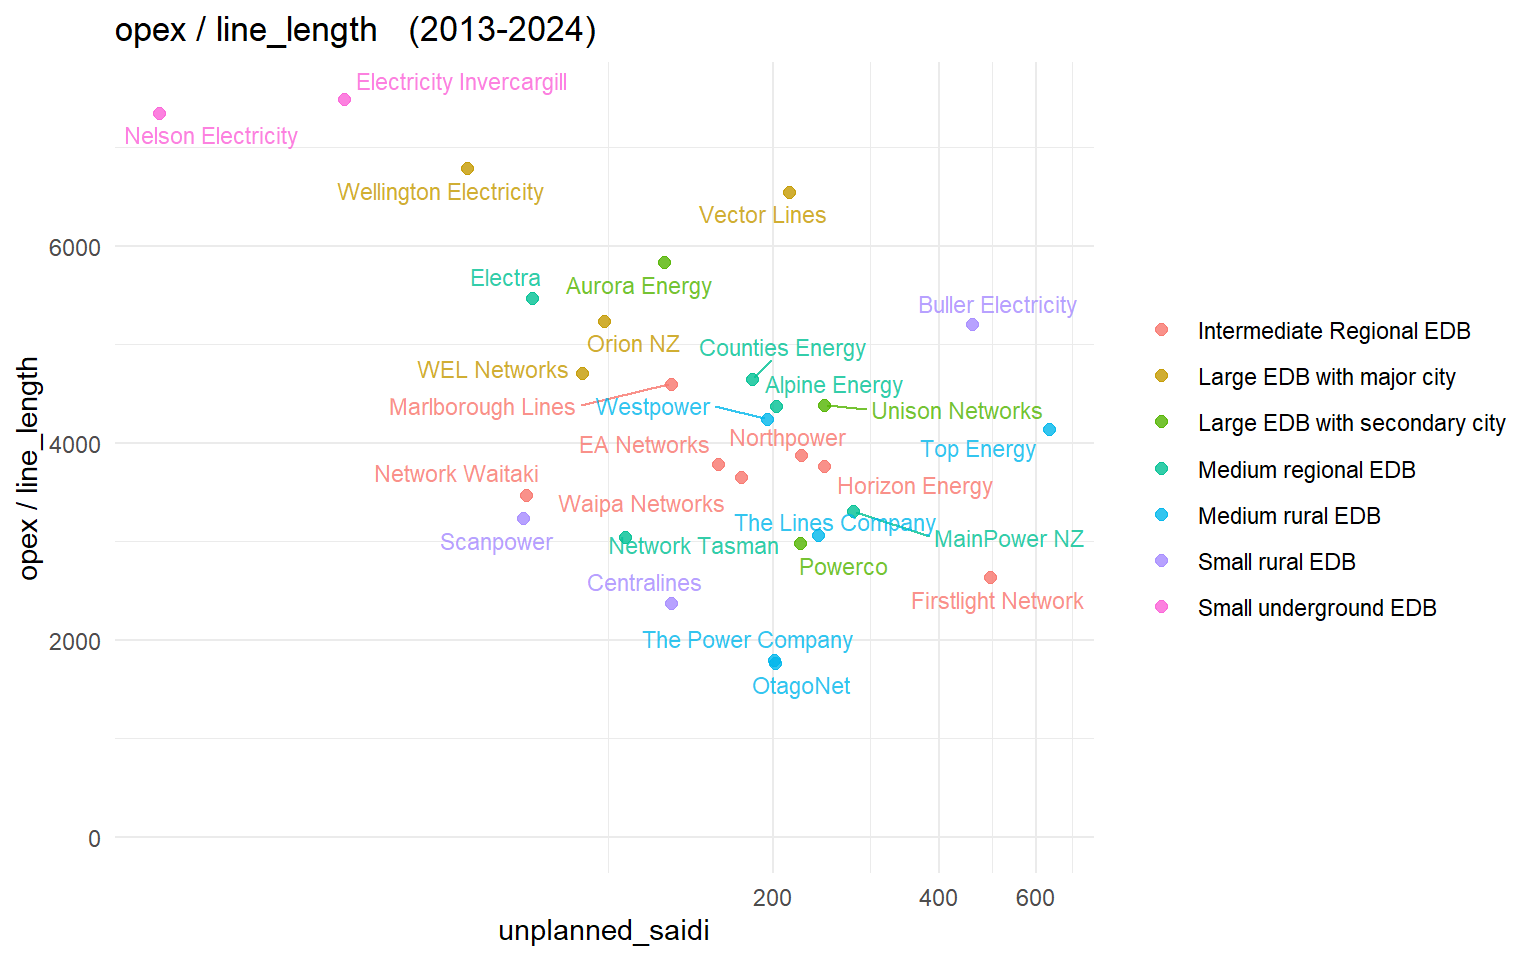 opex / line_length   (2013-2024)
Electricity Invercargill
Nelson Electricity
Wellington Electricity
Vector Lines
6000
Electra
Aurora Energy
Buller Electricity
Orion NZ
Counties Energy
WEL Networks
Alpine Energy
Marlborough Lines
Westpower
Unison Networks
4000
EA Networks
Northpower
Top Energy
Network Waitaki
Horizon Energy
Waipa Networks
The Lines Company
Scanpower
Network Tasman
MainPower NZ
Powerco
Centralines
Firstlight Network
2000
The Power Company
OtagoNet
0
200
400
600
unplanned_saidi
opex / line_length
Intermediate Regional EDB
Large EDB with major city
Large EDB with secondary city
Medium regional EDB
Medium rural EDB
Small rural EDB
Small underground EDB